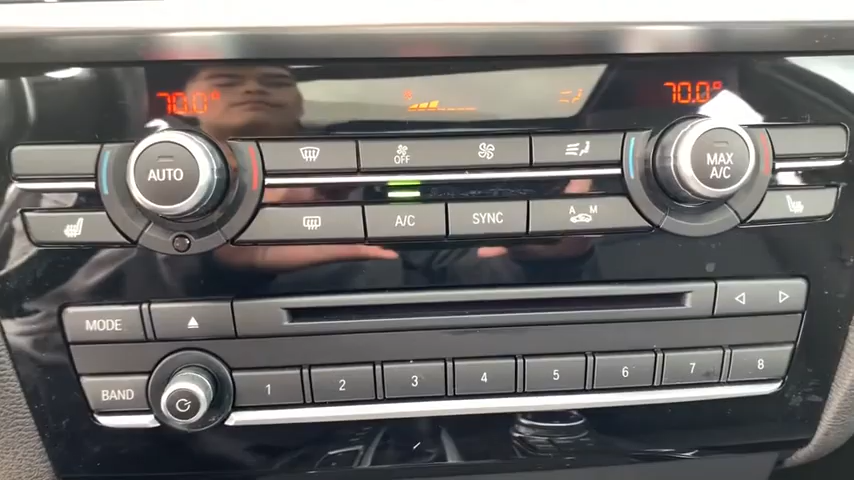 70.0°
70.0°
AUTO
OFF
MAX
A/C
A/C
SYNC
A M
MODE
BAND
1 2 3 4 5 6 7 8